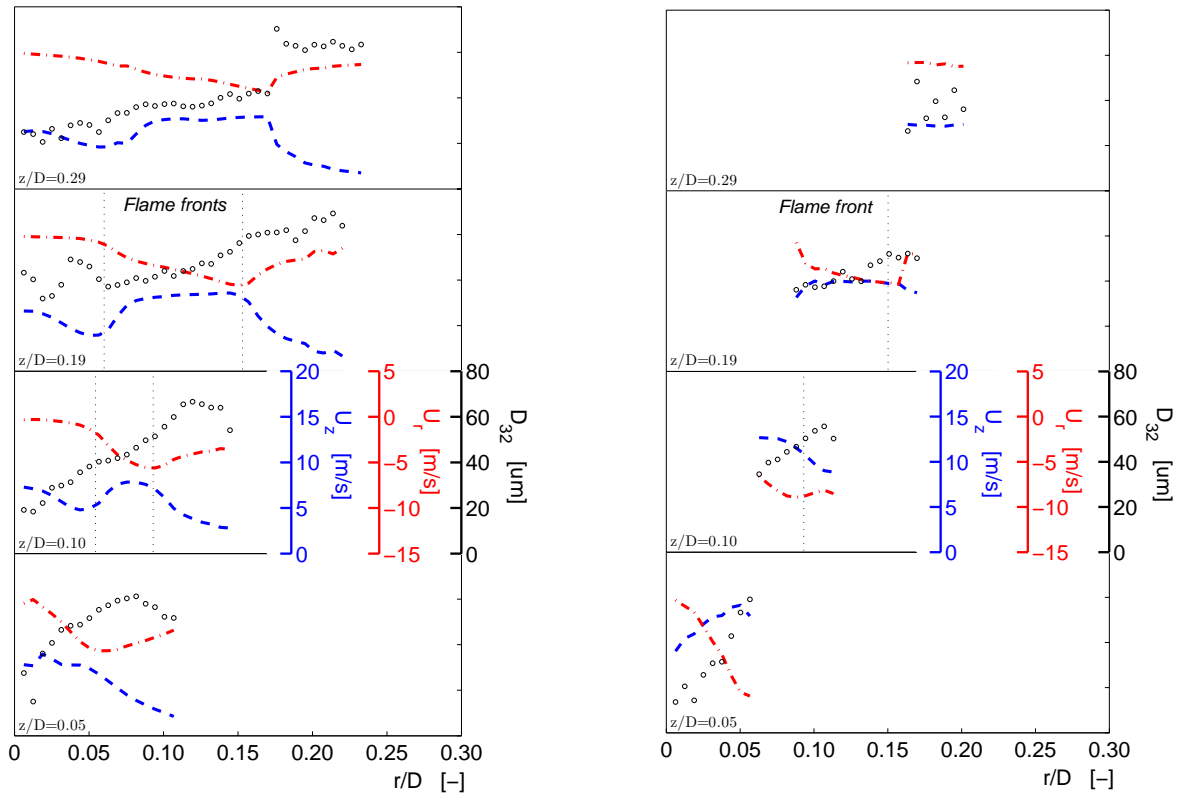 z/D=0.29
Flame fronts
z/D=0.19
20
15
10
5
0
U_z [m/s]
5
0
−5
−10
−15
U_r [m/s]
80
60
40
20
0
D_32 [um]
z/D=0.10
z/D=0.05
0 0.05 0.10 0.15 0.20 0.25 0.30
r/D [−]
z/D=0.29
Flame front
z/D=0.19
20
15
10
5
0
U_z [m/s]
5
0
−5
−10
−15
U_r [m/s]
80
60
40
20
0
D_32 [um]
z/D=0.10
z/D=0.05
0 0.05 0.10 0.15 0.20 0.25 0.30
r/D [−]